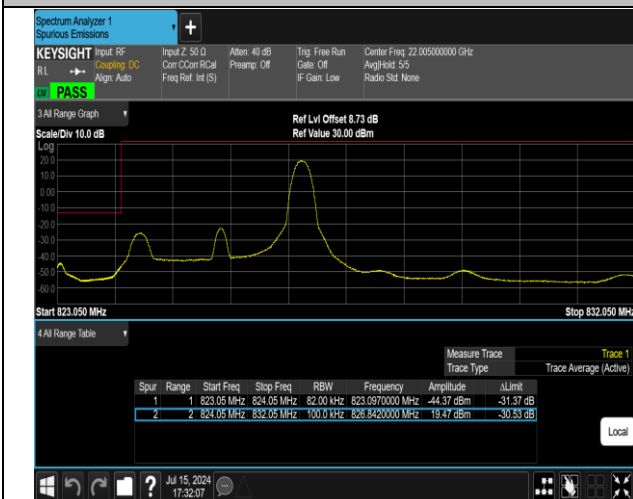 Spectrum Analyzer 1
Spurious Emissions
KEYSIGHT Input: RF Input Z: 50 Ω Atten: 40 dB Trig: Free Run Center Freq: 22.005000000 GHz
RL Coupling: DC Corr CCorr RCal Preamp: Off Gate: Off Avg|Hold: 5/5
Align: Auto Freq Ref: Int (S) IF Gain: Low Radio Std: None
PASS
3 All Range Graph
Ref Lvl Offset 8.73 dB
Scale/Div 10.0 dB Ref Value 30.00 dBm
Log
20.0
10.0
0.00
-10.0
-20.0
-30.0
-40.0
-50.0
-60.0
Start 823.050 MHz Stop 832.050 MHz
4 All Range Table
Measure Trace Trace 1
Trace Type Trace Average (Active)
Spur Range Start Freq Stop Freq RBW Frequency Amplitude ΔLimit
1 1 823.05 MHz 824.05 MHz 82.00 kHz 823.0970000 MHz -44.37 dBm -31.37 dB
2 2 824.05 MHz 832.05 MHz 100.0 kHz 826.8420000 MHz 19.47 dBm -30.53 dB
Local
Jul 15, 2024
17:32:07